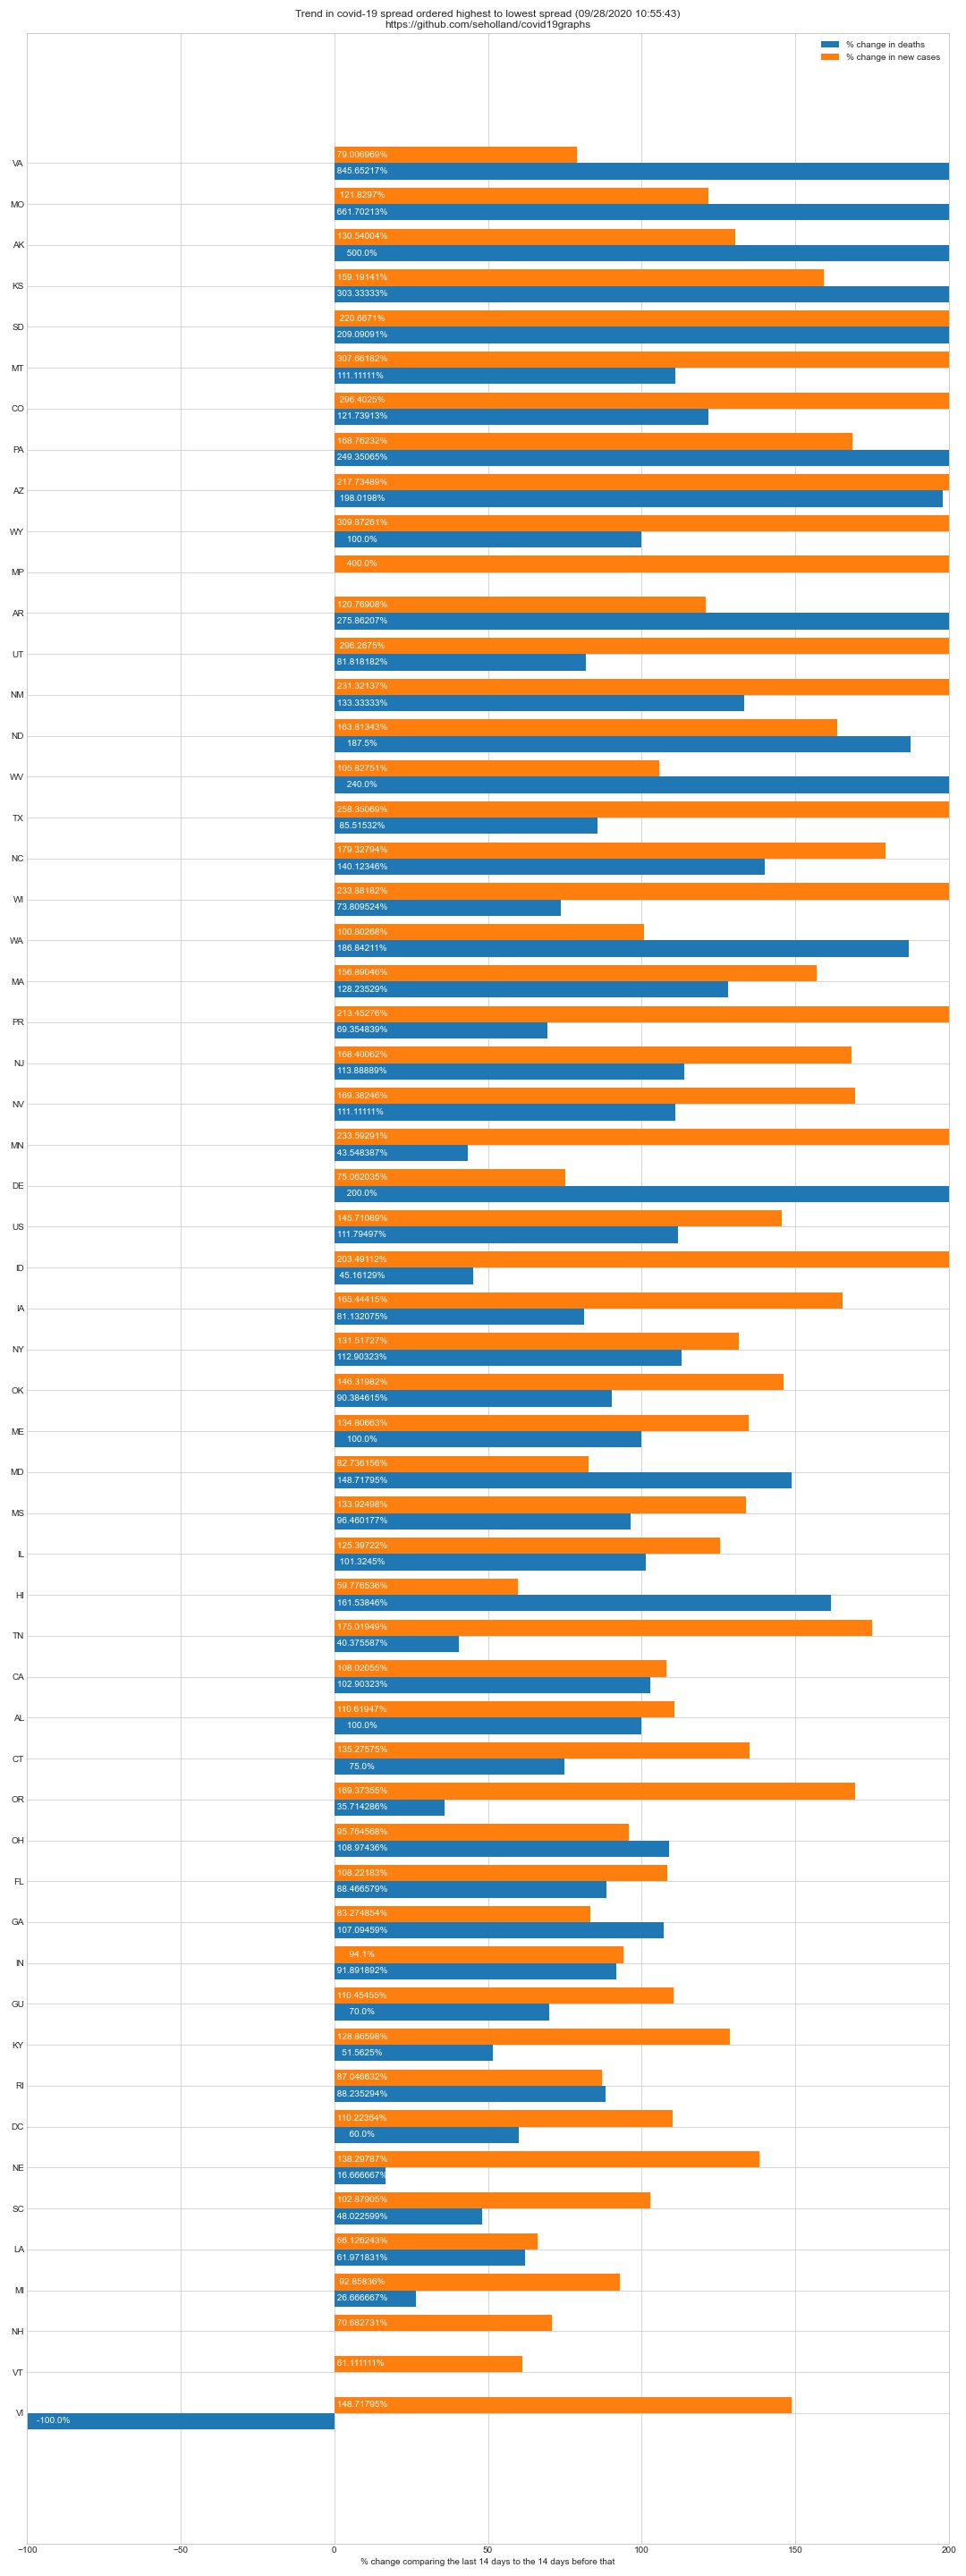 Trend in covid-19 spread ordered highest to lowest spread (09/28/2020 10:55:43)
https://github.com/seholland/covid19graphs
% change in deaths
% change in new cases
79.006969%
VA
845.65217%
121.8297%
MO
661.70213%
130.54004%
AK
500.0%
159.19141%
KS
303.33333%
220.6671%
SD
209.09091%
307.66182%
MT
111.11111%
296.4025%
CO
121.73913%
168.76232%
PA
249.35065%
217.73489%
AZ
198.0198%
309.87261%
WY
100.0%
400.0%
MP
120.76908%
AR
275.86207%
296.2675%
UT
81.818182%
231.32137%
NM
133.33333%
163.81343%
ND
187.5%
105.82751%
WV
240.0%
258.35069%
TX
85.51532%
179.32794%
NC
140.12346%
233.88182%
WI
73.809524%
100.80268%
WA
186.84211%
156.89046%
MA
128.23529%
213.45276%
PR
69.354839%
168.40062%
NJ
113.88889%
169.38246%
NV
111.11111%
233.59291%
MN
43.548387%
75.062035%
DE
200.0%
145.71089%
US
111.79497%
203.49112%
ID
45.16129%
165.44415%
IA
81.132075%
131.51727%
NY
112.90323%
146.31982%
OK
90.384615%
134.80663%
ME
100.0%
82.736156%
MD
148.71795%
133.92498%
MS
96.460177%
125.39722%
IL
101.3245%
59.776536%
HI
161.53846%
175.01949%
TN
40.375587%
108.02055%
CA
102.90323%
110.61947%
AL
100.0%
135.27575%
CT
75.0%
169.37355%
OR
35.714286%
95.764568%
OH
108.97436%
108.22183%
FL
88.466579%
83.274854%
GA
107.09459%
94.1%
IN
91.891892%
110.45455%
GU
70.0%
128.86598%
KY
51.5625%
87.046632%
RI
88.235294%
110.22364%
DC
60.0%
138.29787%
NE
16.666667%
102.87905%
SC
48.022599%
66.126243%
LA
61.971831%
92.85836%
MI
26.666667%
70.682731%
NH
61.111111%
VT
148.71795%
VI
-100.0%
−100 −50 0 50 100 150 200
% change comparing the last 14 days to the 14 days before that